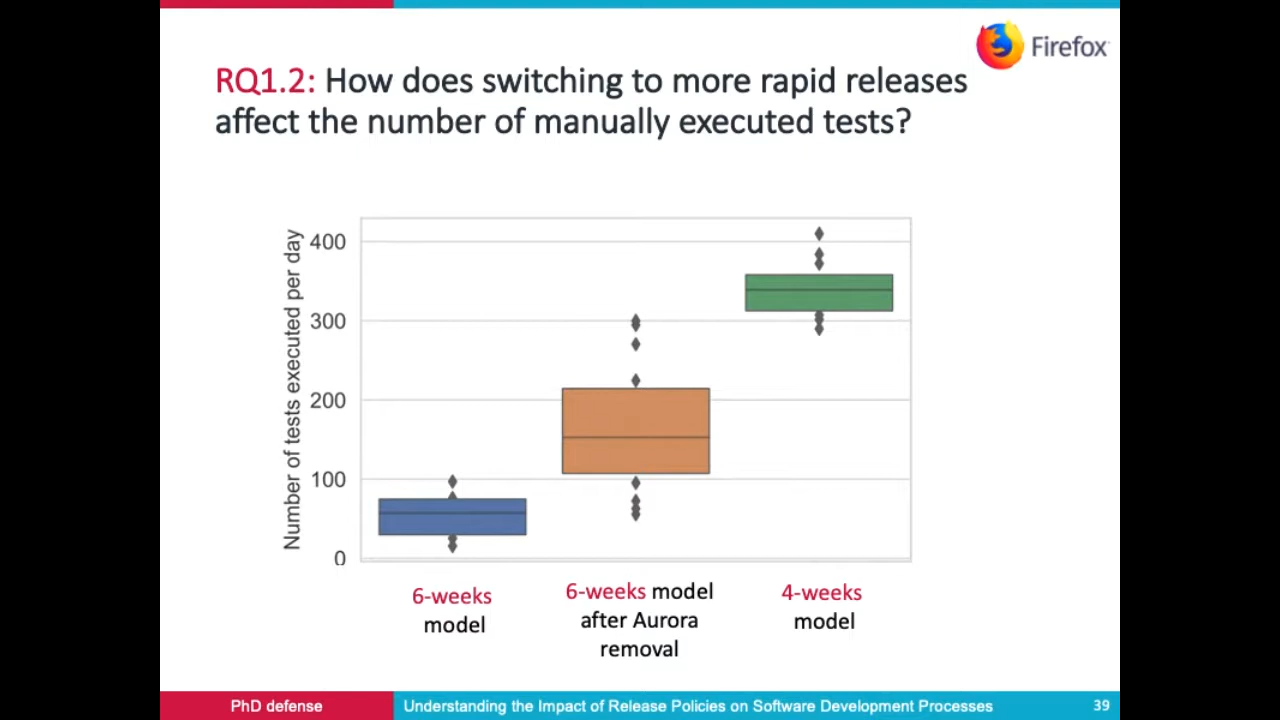 Firefox
RQ1.2: How does switching to more rapid releases
affect the number of manually executed tests?
Number of tests executed per day
400
300
200
100
0
6-weeks
model
6-weeks model
after Aurora
removal
4-weeks
model
PhD defense
Understanding the Impact of Release Policies on Software Development Processes
39